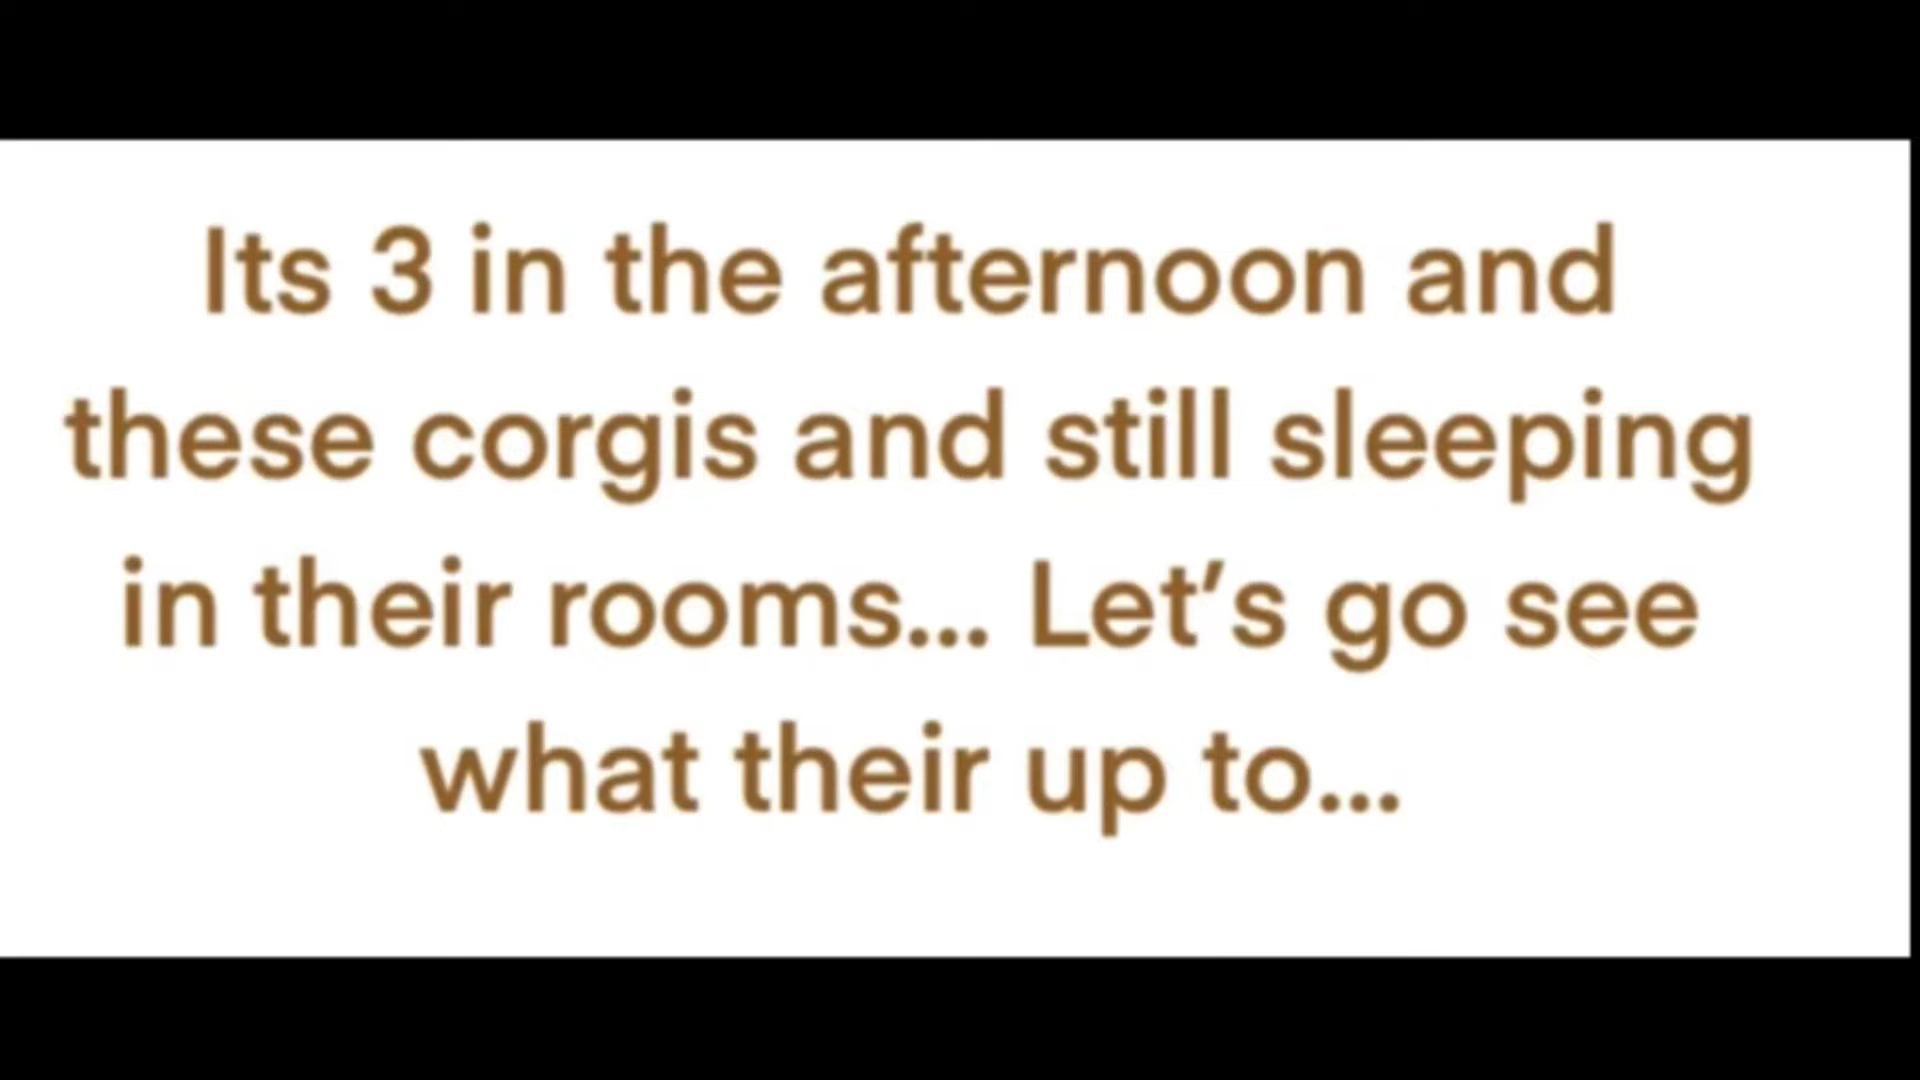 Its 3 in the afternoon and
these corgis and still sleeping
in their rooms... Let’s go see
what their up to...